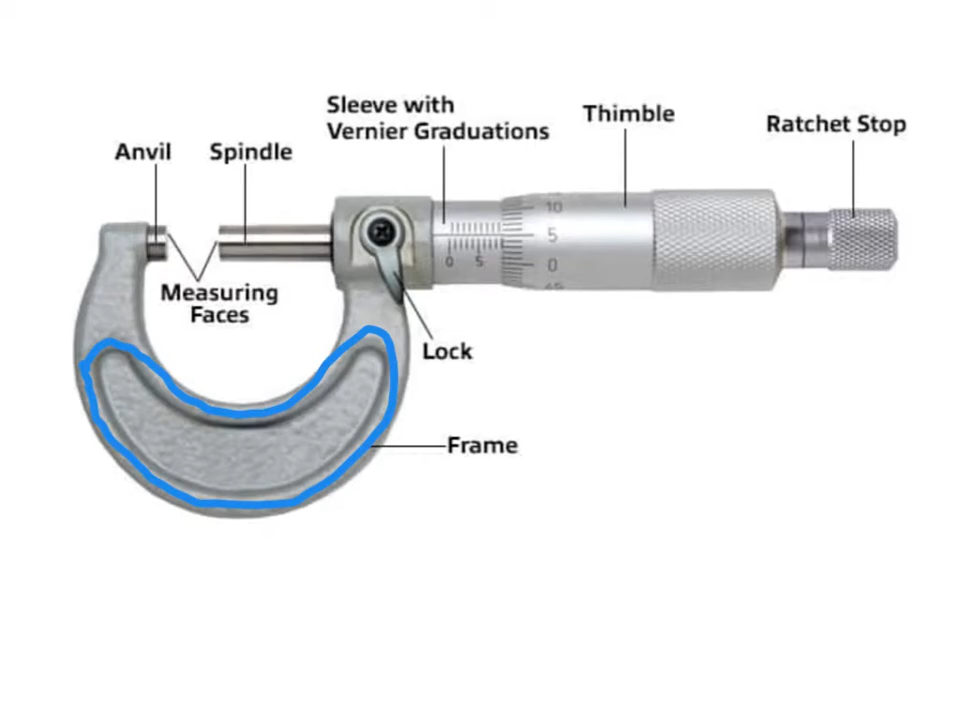 Sleeve with
Vernier Graduations
Thimble
Ratchet Stop
Anvil
Spindle
10
5
0
0 5
Measuring
Faces
Lock
Frame